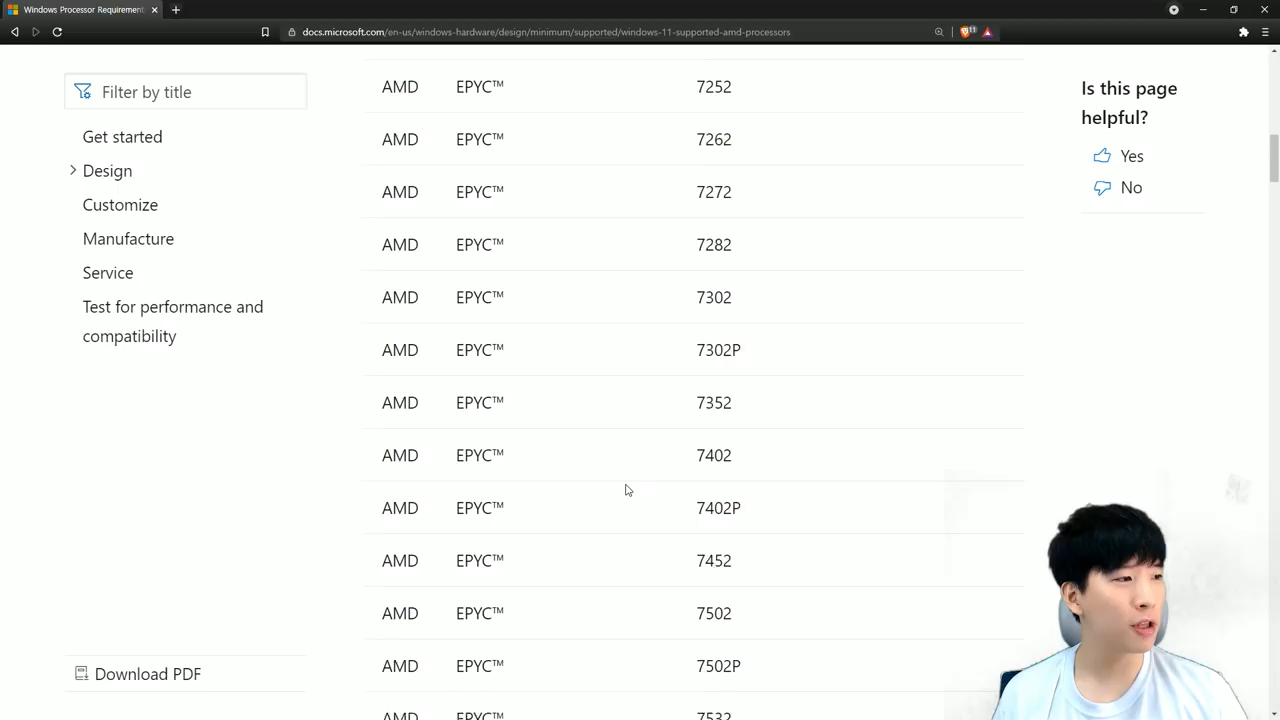 Windows Processor Requirement
docs.microsoft.com/en-us/windows-hardware/design/minimum/supported/windows-11-supported-amd-processors
11
Filter by title
Get started
Design
Customize
Manufacture
Service
Test for performance and
compatibility
Download PDF
AMD EPYC™ 7252
AMD EPYC™ 7262
AMD EPYC™ 7272
AMD EPYC™ 7282
AMD EPYC™ 7302
AMD EPYC™ 7302P
AMD EPYC™ 7352
AMD EPYC™ 7402
AMD EPYC™ 7402P
AMD EPYC™ 7452
AMD EPYC™ 7502
AMD EPYC™ 7502P
AMD EPYC™ 7532
Is this page
helpful?
Yes
No